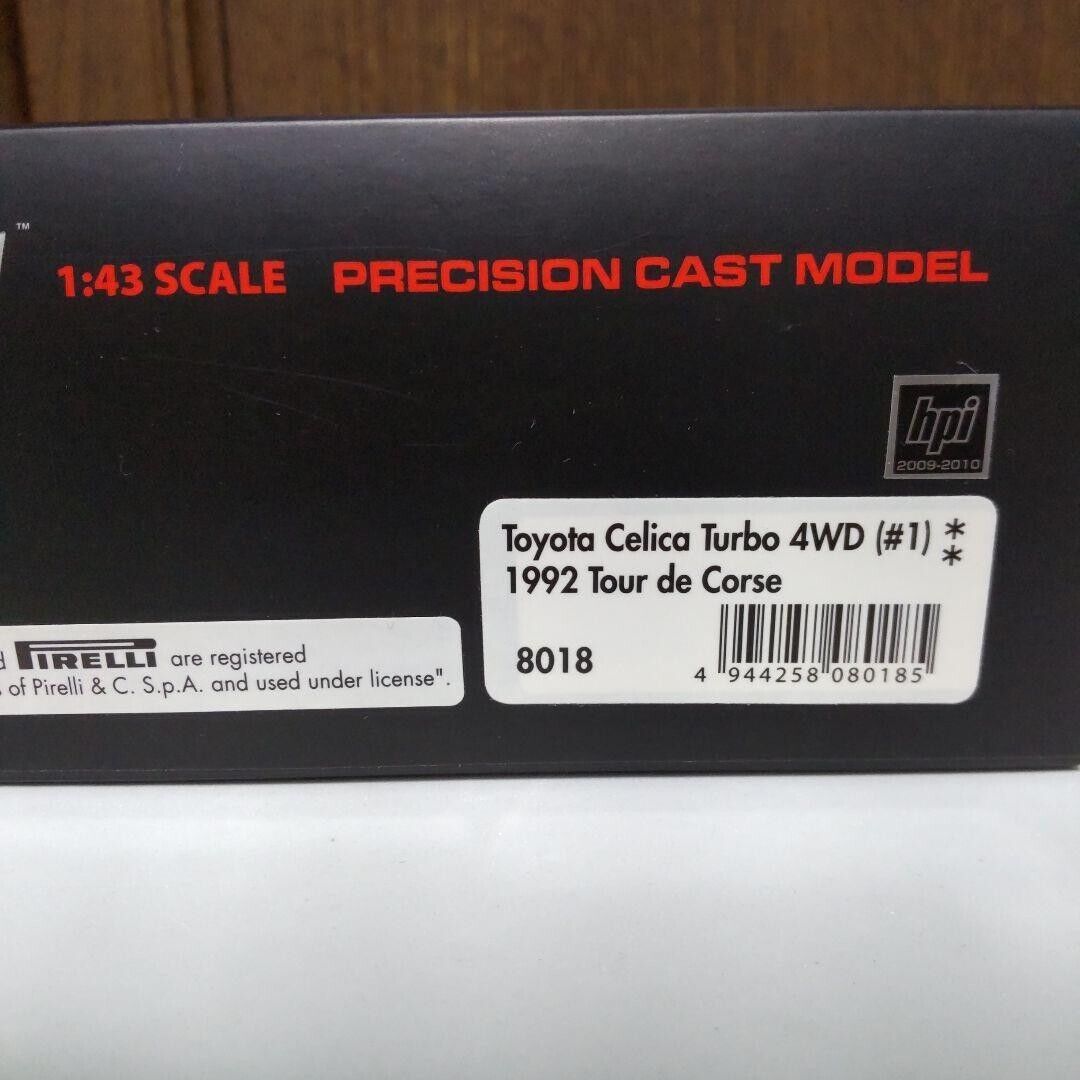 ™
1:43 SCALE PRECISION CAST MODEL
hpi
2009-2010
Toyota Celica Turbo 4WD (#1) **
1992 Tour de Corse
8018
4 944258 080185
PIRELLI are registered
of Pirelli & C. S.p.A. and used under license".